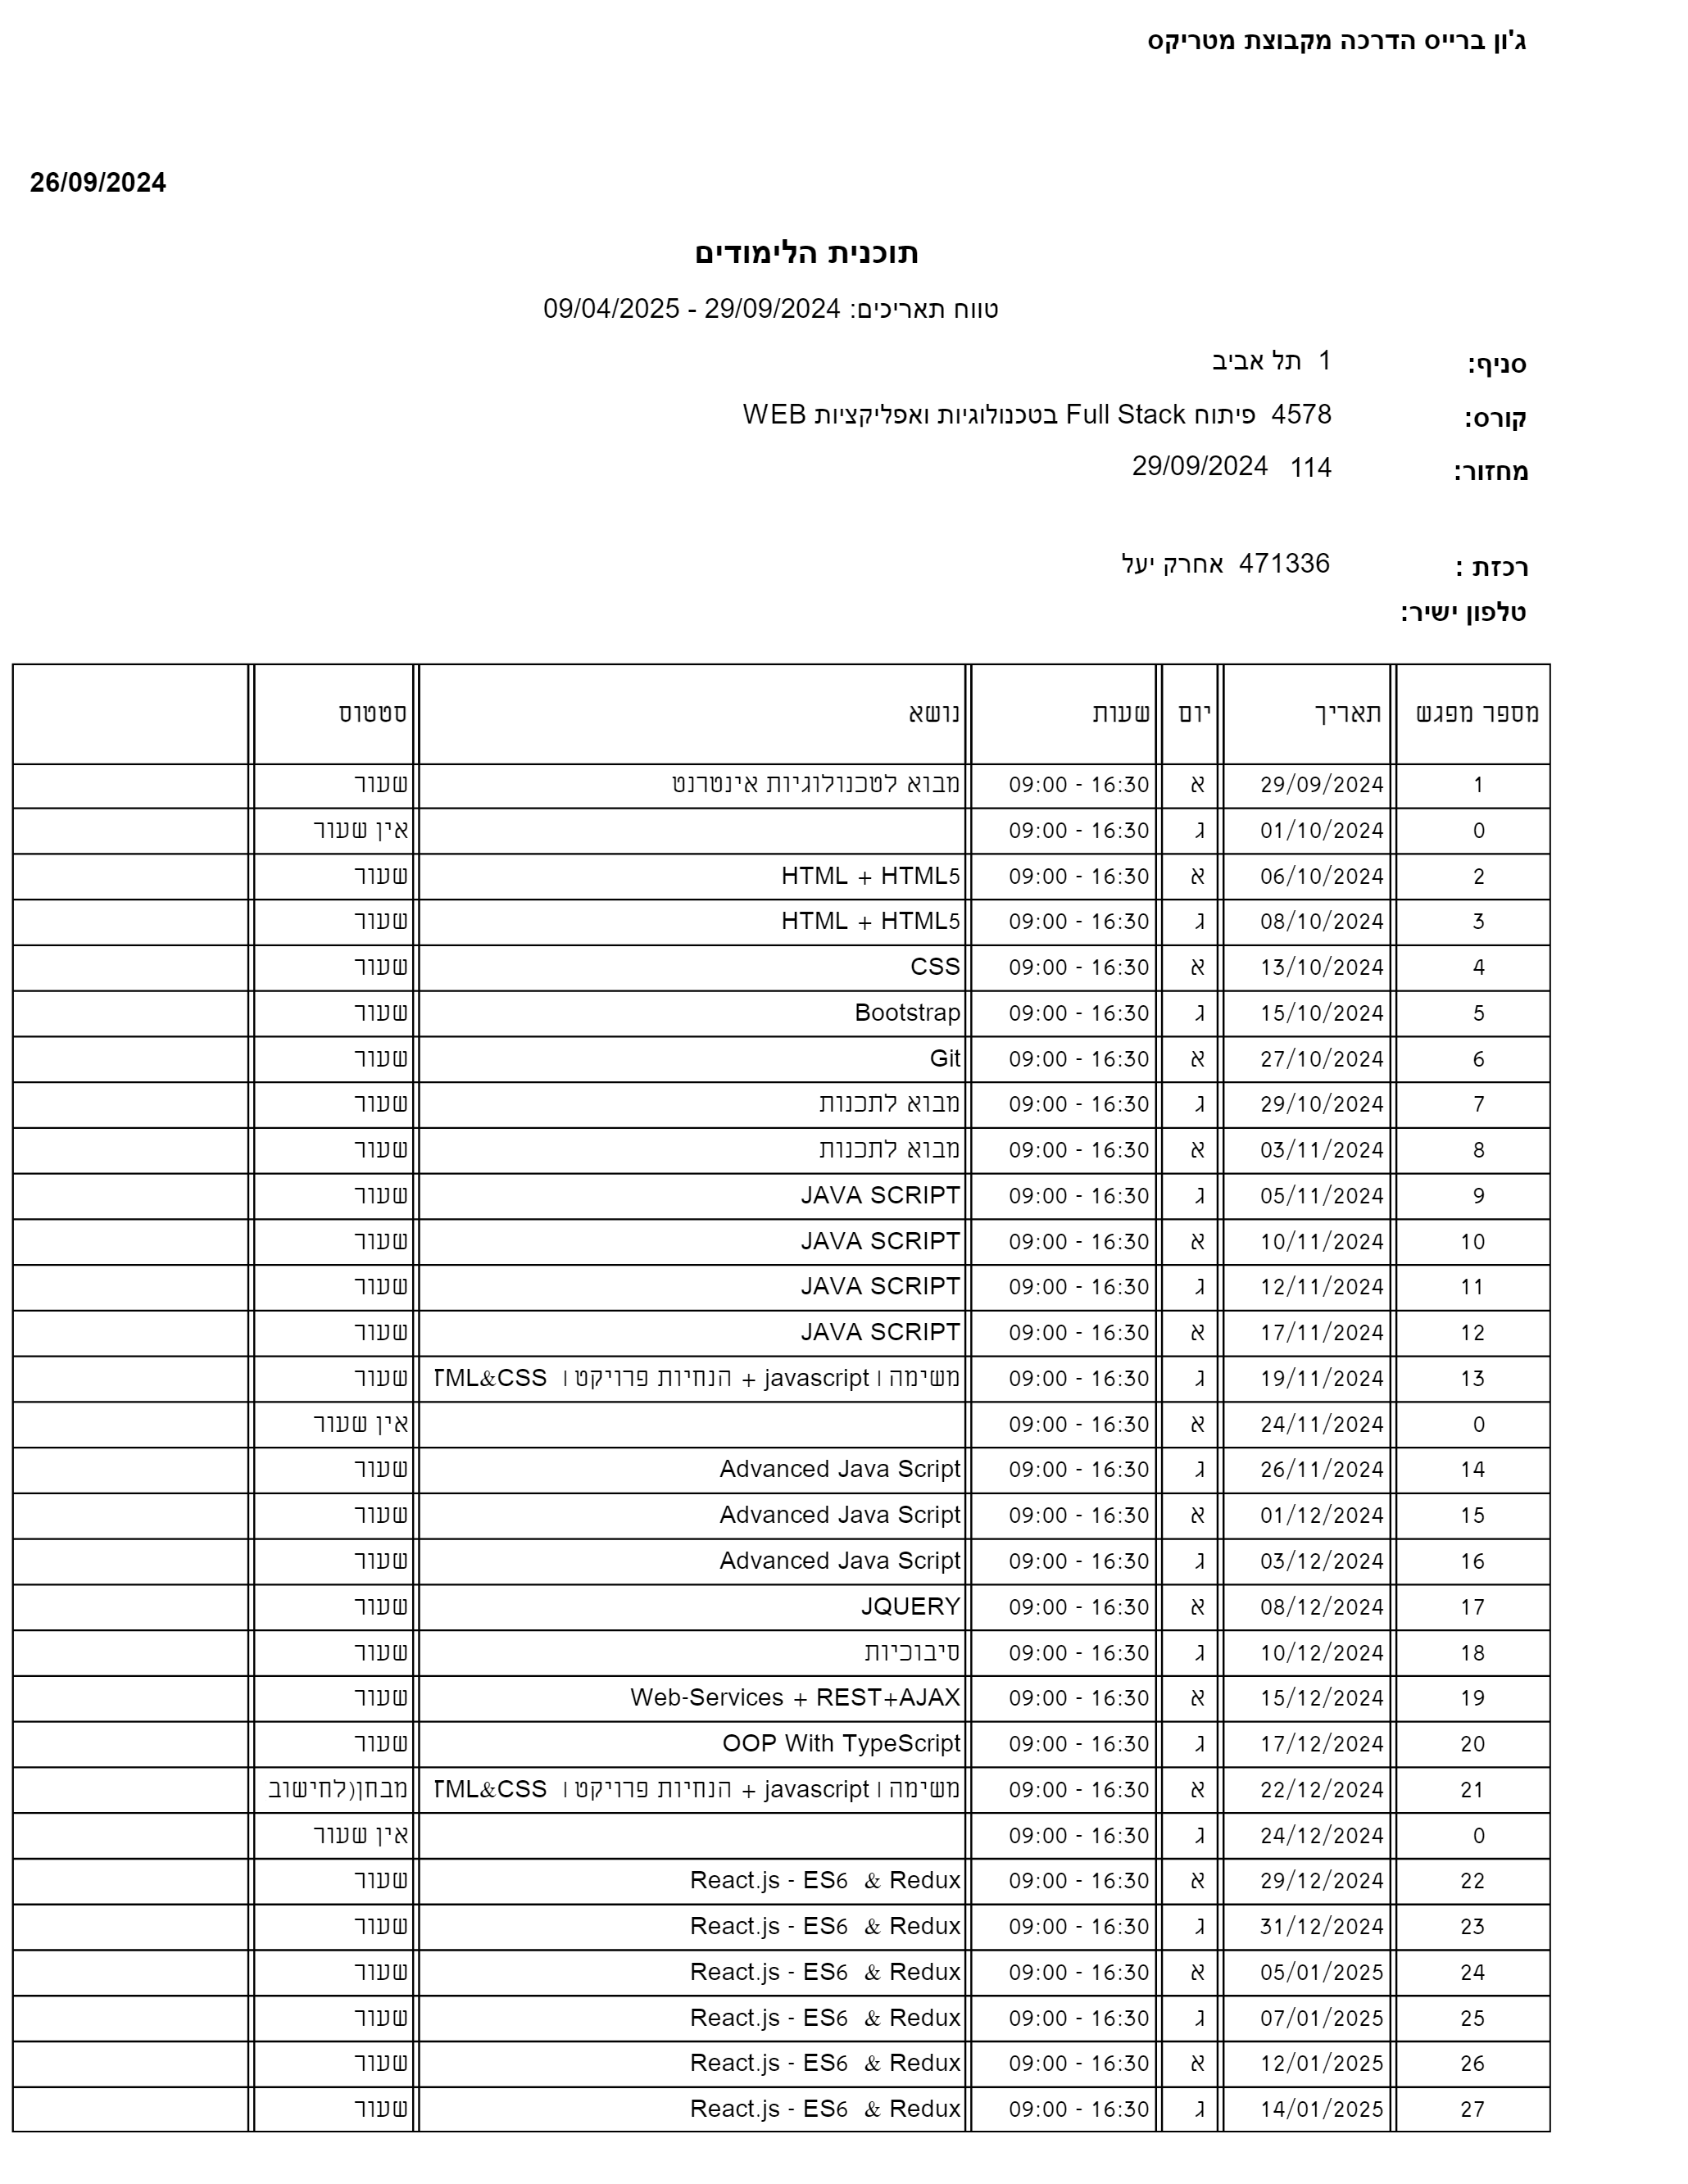 ג'ון ברייס הדרכה מקבוצת מטריקס
26/09/2024
תוכנית הלימודים
טווח תאריכים: 29/09/2024 - 09/04/2025
סניף: 1 תל אביב
קורס: 4578 פיתוח Full Stack בטכנולוגיות ואפליקציות WEB
מחזור: 114 29/09/2024
רכזת : 471336 אחרק יעל
טלפון ישיר:
מספר מפגש תאריך יום שעות נושא סטטוס
1 29/09/2024 א 09:00 - 16:30 מבוא לטכנולוגיות אינטרנט שעור
0 01/10/2024 ג 09:00 - 16:30 אין שעור
2 06/10/2024 א 09:00 - 16:30 HTML + HTML5 שעור
3 08/10/2024 ג 09:00 - 16:30 HTML + HTML5 שעור
4 13/10/2024 א 09:00 - 16:30 CSS שעור
5 15/10/2024 ג 09:00 - 16:30 Bootstrap שעור
6 27/10/2024 א 09:00 - 16:30 Git שעור
7 29/10/2024 ג 09:00 - 16:30 מבוא לתכנות שעור
8 03/11/2024 א 09:00 - 16:30 מבוא לתכנות שעור
9 05/11/2024 ג 09:00 - 16:30 JAVA SCRIPT שעור
10 10/11/2024 א 09:00 - 16:30 JAVA SCRIPT שעור
11 12/11/2024 ג 09:00 - 16:30 JAVA SCRIPT שעור
12 17/11/2024 א 09:00 - 16:30 JAVA SCRIPT שעור
13 19/11/2024 ג 09:00 - 16:30 משימה | javascript + הנחיות פרויקט | TML&CSS שעור
0 24/11/2024 א 09:00 - 16:30 אין שעור
14 26/11/2024 ג 09:00 - 16:30 Advanced Java Script שעור
15 01/12/2024 א 09:00 - 16:30 Advanced Java Script שעור
16 03/12/2024 ג 09:00 - 16:30 Advanced Java Script שעור
17 08/12/2024 א 09:00 - 16:30 JQUERY שעור
18 10/12/2024 ג 09:00 - 16:30 סיבוכיות שעור
19 15/12/2024 א 09:00 - 16:30 Web-Services + REST+AJAX שעור
20 17/12/2024 ג 09:00 - 16:30 OOP With TypeScript שעור
21 22/12/2024 א 09:00 - 16:30 משימה | javascript + הנחיות פרויקט | TML&CSS מבחן(לחישוב
0 24/12/2024 ג 09:00 - 16:30 אין שעור
22 29/12/2024 א 09:00 - 16:30 React.js - ES6 & Redux שעור
23 31/12/2024 ג 09:00 - 16:30 React.js - ES6 & Redux שעור
24 05/01/2025 א 09:00 - 16:30 React.js - ES6 & Redux שעור
25 07/01/2025 ג 09:00 - 16:30 React.js - ES6 & Redux שעור
26 12/01/2025 א 09:00 - 16:30 React.js - ES6 & Redux שעור
27 14/01/2025 ג 09:00 - 16:30 React.js - ES6 & Redux שעור